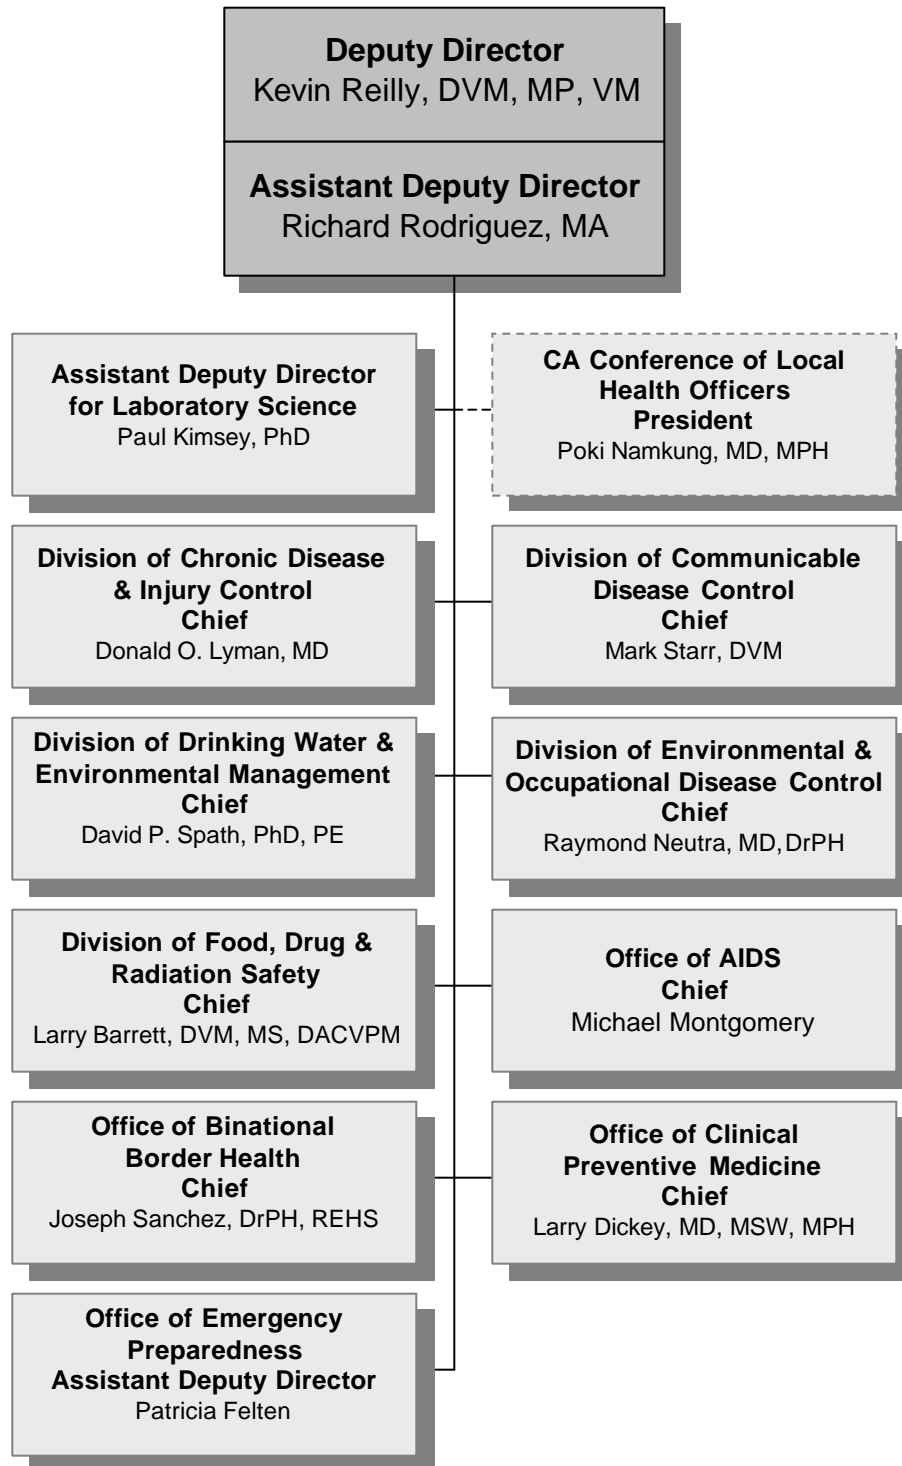 Deputy Director
Kevin Reilly, DVM, MP, VM
Assistant Deputy Director
Richard Rodriguez, MA
Assistant Deputy Director
for Laboratory Science
Paul Kimsey, PhD
CA Conference of Local
Health Officers
President
Poki Namkung, MD, MPH
Division of Chronic Disease
& Injury Control
Chief
Donald O. Lyman, MD
Division of Communicable
Disease Control
Chief
Mark Starr, DVM
Division of Drinking Water &
Environmental Management
Chief
David P. Spath, PhD, PE
Division of Environmental &
Occupational Disease Control
Chief
Raymond Neutra, MD, DrPH
Division of Food, Drug &
Radiation Safety
Chief
Larry Barrett, DVM, MS, DACVPM
Office of AIDS
Chief
Michael Montgomery
Office of Binational
Border Health
Chief
Joseph Sanchez, DrPH, REHS
Office of Clinical
Preventive Medicine
Chief
Larry Dickey, MD, MSW, MPH
Office of Emergency
Preparedness
Assistant Deputy Director
Patricia Felten